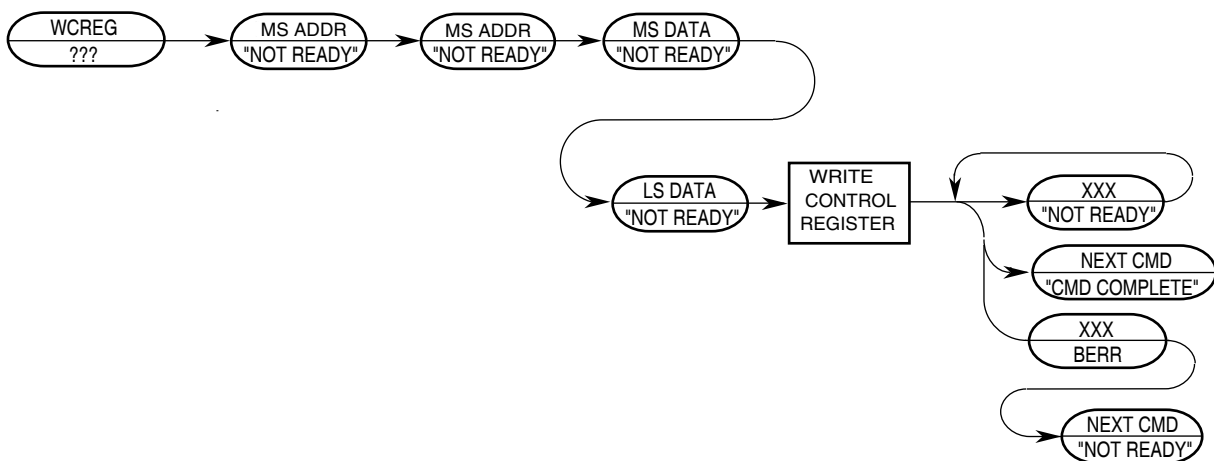 WCREG
???
MS ADDR
"NOT READY"
MS ADDR
"NOT READY"
MS DATA
"NOT READY"
LS DATA
"NOT READY"
WRITE
CONTROL
REGISTER
XXX
"NOT READY"
NEXT CMD
"CMD COMPLETE"
XXX
BERR
NEXT CMD
"NOT READY"